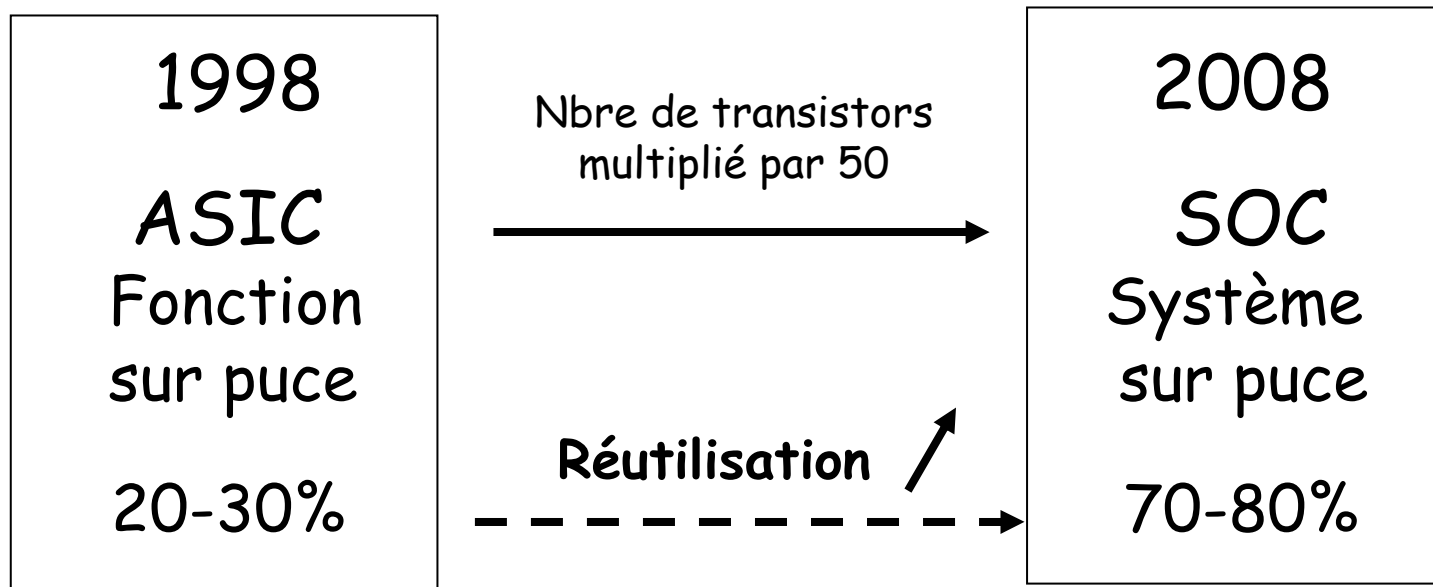 1998
ASIC
Fonction
sur puce
20-30%
Nbre de transistors
multiplié par 50
Réutilisation
2008
SOC
Système
sur puce
70-80%